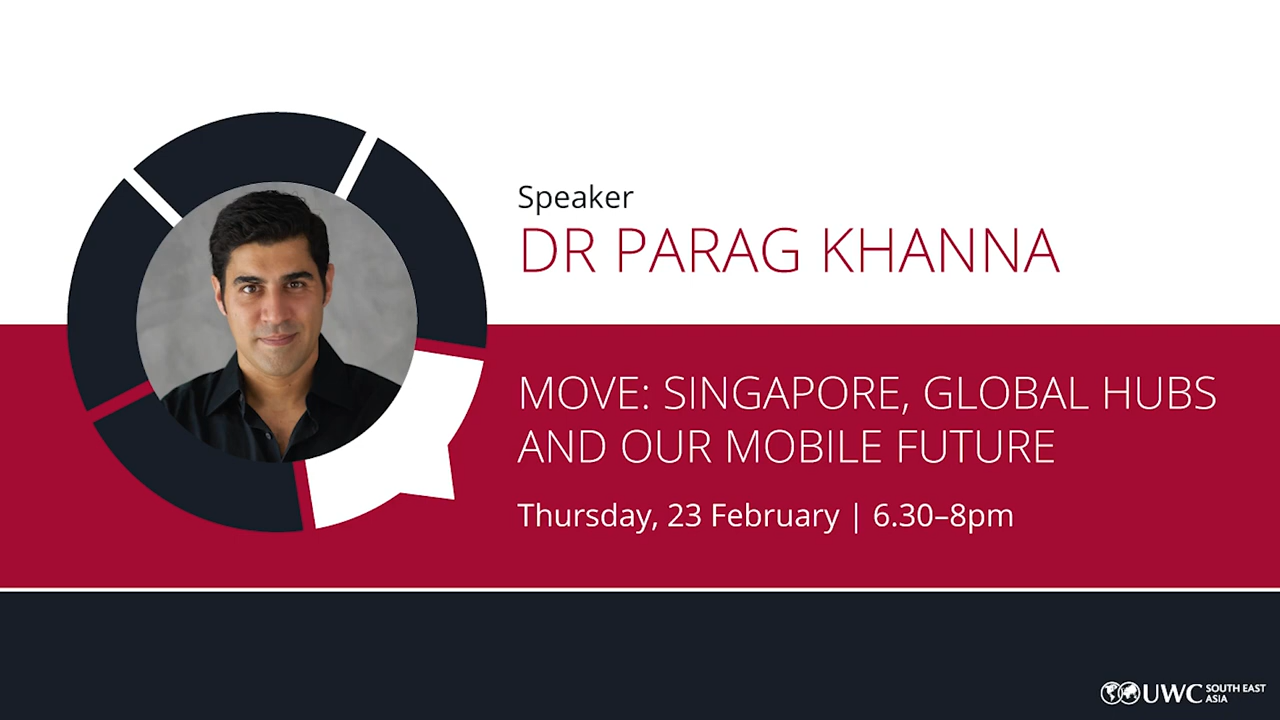 Speaker
DR PARAG KHANNA
MOVE: SINGAPORE, GLOBAL HUBS
AND OUR MOBILE FUTURE
Thursday, 23 February | 6.30–8pm
UWC SOUTH EAST
ASIA